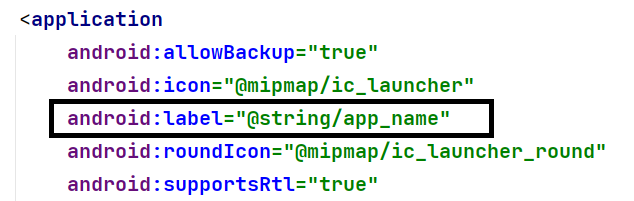 <application
android:allowBackup="true"
android:icon="@mipmap/ic_launcher"
android:label="@string/app_name"
android:roundIcon="@mipmap/ic_launcher_round"
android:supportsRtl="true"